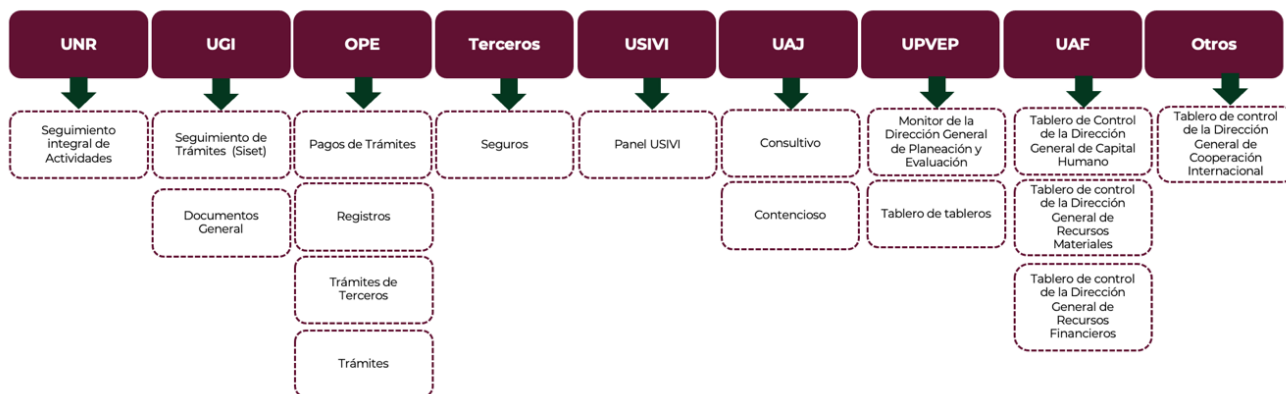 UNR
UGI
OPE
Terceros
USIVI
UAJ
UPVEP
UAF
Otros
Seguimiento
integral de
Actividades
Seguimiento de
Trámites (Siset)
Documentos
General
Pagos de Trámites
Registros
Trámites de
Terceros
Trámites
Seguros
Panel USIVI
Consultivo
Contencioso
Monitor de la
Dirección General
de Planeación y
Evaluación
Tablero de tableros
Tablero de Control
de la Dirección
General de Capital
Humano
Tablero de control
de la Dirección
General de
Recursos
Materiales
Tablero de control
de la Dirección
General de
Recursos
Financieros
Tablero de control
de la Dirección
General de
Cooperación
Internacional